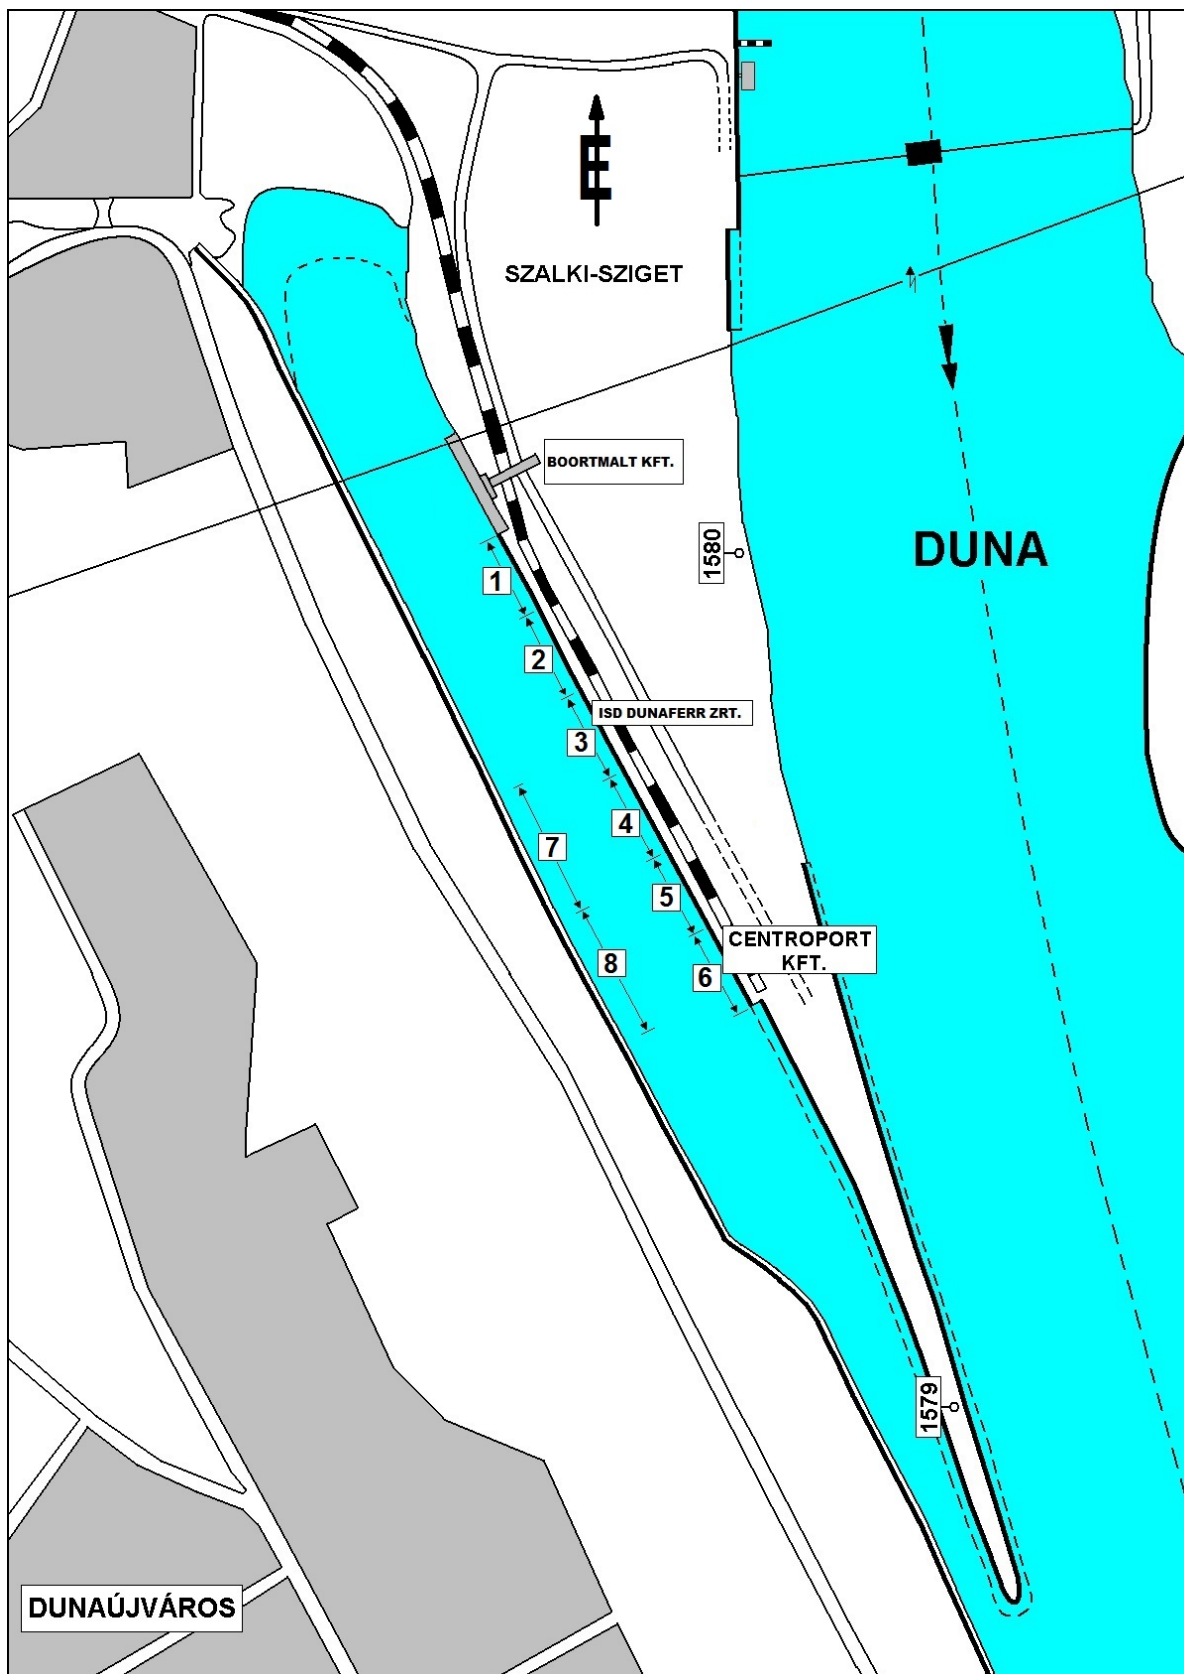 SZALKI-SZIGET
BOORTMALT KFT.
1580
DUNA
1
2
ISD DUNAFERR ZRT.
3
4
7
5
CENTROPORT
KFT.
8
6
1579
DUNAÚJVÁROS